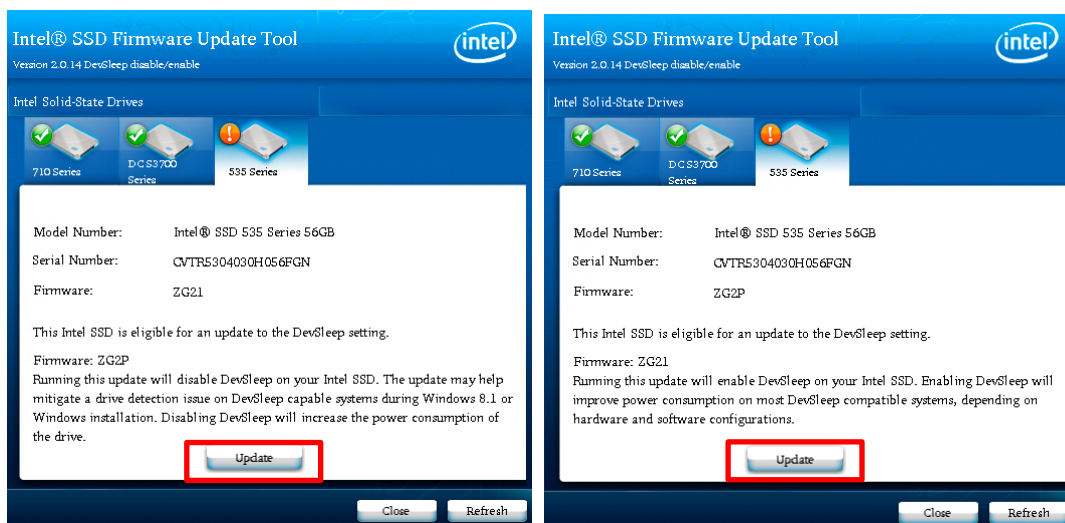 Intel® SSD Firmware Update Tool
Version 2.0.14 DevSleep disable/enable
intel
Intel Solid-State Drives
710 Series
DC S3700
Series
535 Series
Model Number: Intel® SSD 535 Series 56GB
Serial Number: CVTR5304030H056FGN
Firmware: ZG21
This Intel SSD is eligible for an update to the DevSleep setting.
Firmware: ZG2P
Running this update will disable DevSleep on your Intel SSD. The update may help
mitigate a drive detection issue on DevSleep capable systems during Windows 8.1 or
Windows installation. Disabling DevSleep will increase the power consumption of
the drive.
Update
Close Refresh
Intel® SSD Firmware Update Tool
Version 2.0.14 DevSleep disable/enable
intel
Intel Solid-State Drives
710 Series
DC S3700
Series
535 Series
Model Number: Intel® SSD 535 Series 56GB
Serial Number: CVTR5304030H056FGN
Firmware: ZG2P
This Intel SSD is eligible for an update to the DevSleep setting.
Firmware: ZG21
Running this update will enable DevSleep on your Intel SSD. Enabling DevSleep will
improve power consumption on most DevSleep compatible systems, depending on
hardware and software configurations.
Update
Close Refresh